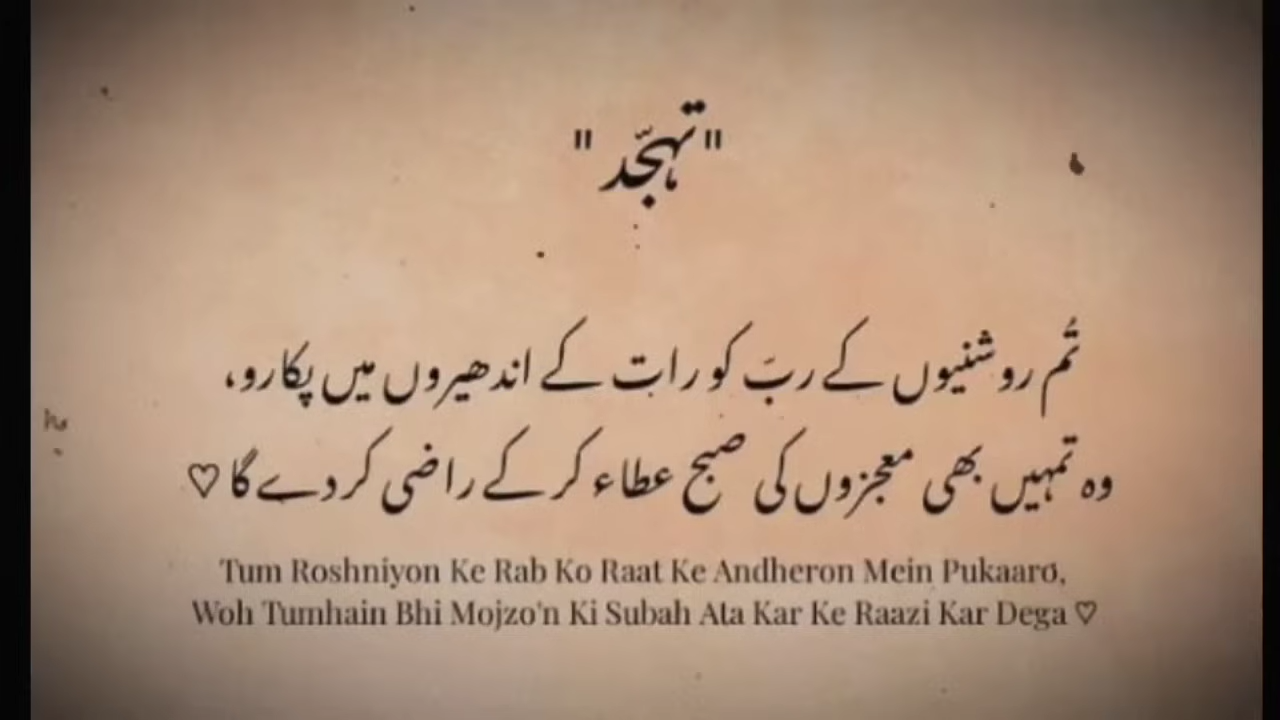 "تہجّد"
تُم روشنیوں کے ربّ کو رات کے اندھیروں میں پکارو،
وہ تمہیں بھی معجزوں کی صبح عطاء کر کے راضی کر دے گا ♡
Tum Roshniyon Ke Rab Ko Raat Ke Andheron Mein Pukaaro,
Woh Tumhain Bhi Mojzo'n Ki Subah Ata Kar Ke Raazi Kar Dega ♡